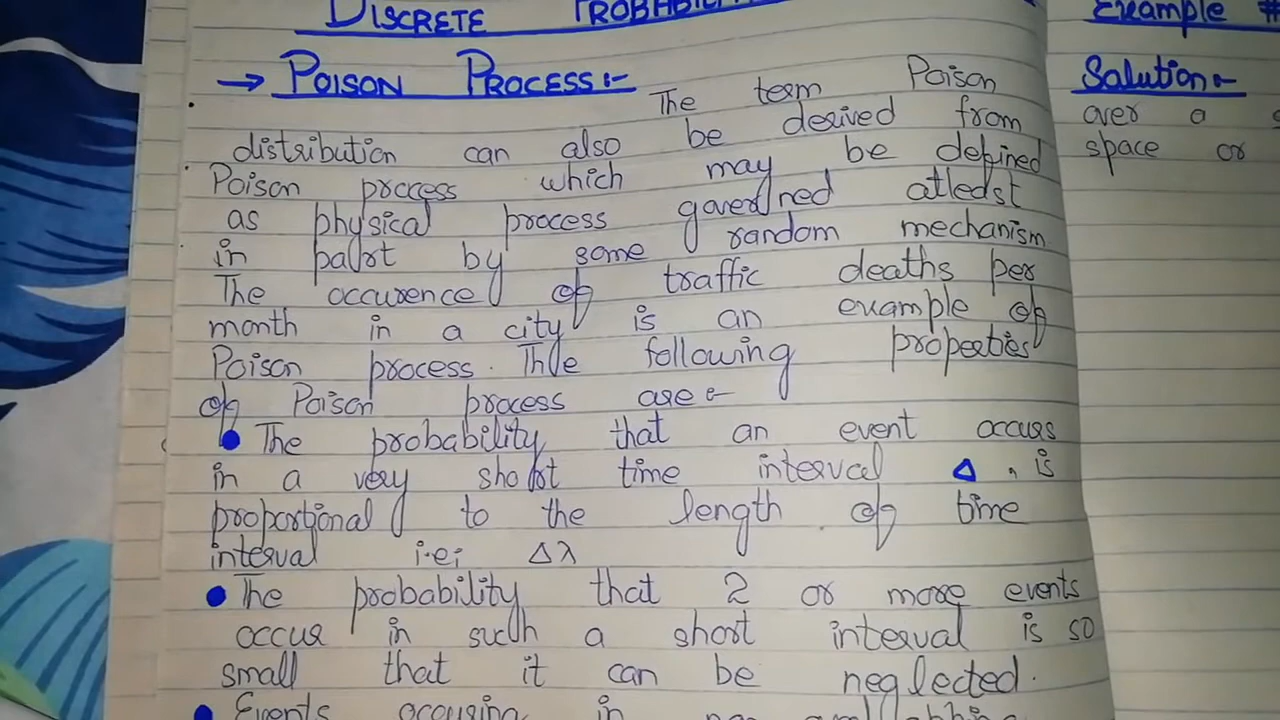 DISCRETE PROBABILI
Example #
→ POISON PROCESS:-
Solution:-
The term Poison
distribution can also be derived from
Poison process which may be defined
as physical process governed atleast
in part by some random mechanism
The occurence of traffic deaths per
month in a city is an example of
Poison process. The following properties
of Poison process are:-
• The probability that an event occurs
in a very short time interval Δ, is
proportional to the length of time
interval i.e; Δλ
• The probability that 2 or more events
occur in such a short interval is so
small that it can be neglected.
• Events occuring in
over a
space or